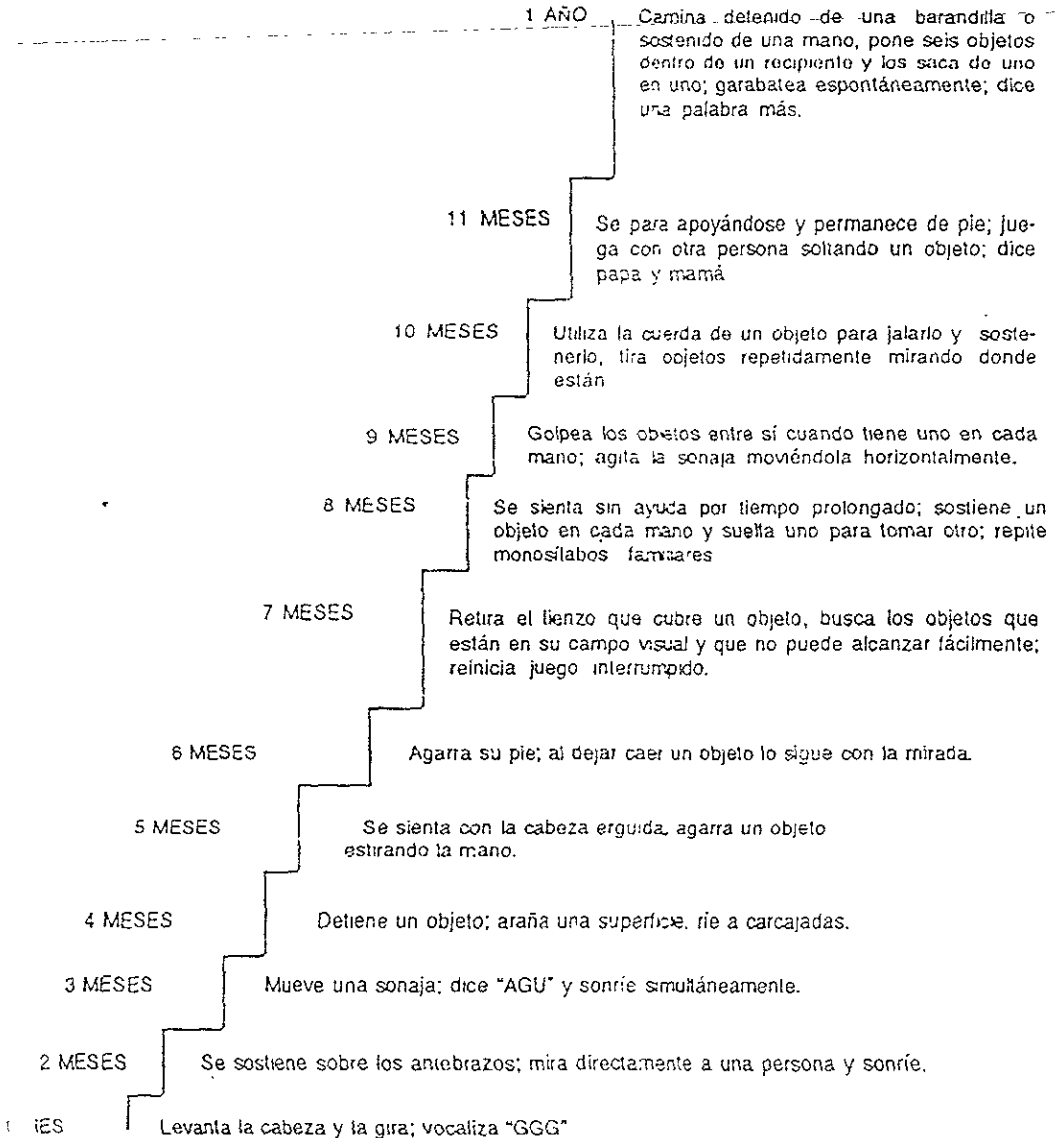 1 AÑO Camina detenido de una barandilla o
sostenido de una mano, pone seis objetos
dentro de un recipiente y los saca de uno
en uno; garabatea espontáneamente; dice
una palabra más.
11 MESES Se para apoyándose y permanece de pie; jue-
ga con otra persona soltando un objeto; dice
papa y mamá
10 MESES Utiliza la cuerda de un objeto para jalarlo y soste-
nerlo, tira objetos repetidamente mirando donde
están
9 MESES Golpea los objetos entre sí cuando tiene uno en cada
mano; agita la sonaja moviéndola horizontalmente.
8 MESES Se sienta sin ayuda por tiempo prolongado; sostiene un
objeto en cada mano y suelta uno para tomar otro; repite
monosílabos familiares
7 MESES Retira el lienzo que cubre un objeto, busca los objetos que
están en su campo visual y que no puede alcanzar fácilmente;
reinicia juego interrumpido.
6 MESES Agarra su pie; al dejar caer un objeto lo sigue con la mirada.
5 MESES Se sienta con la cabeza erguida, agarra un objeto
estirando la mano.
4 MESES Detiene un objeto; araña una superficie, ríe a carcajadas.
3 MESES Mueve una sonaja; dice "AGU" y sonríe simultáneamente.
2 MESES Se sostiene sobre los antebrazos; mira directamente a una persona y sonríe.
Levanta la cabeza y la gira; vocaliza "GGG"